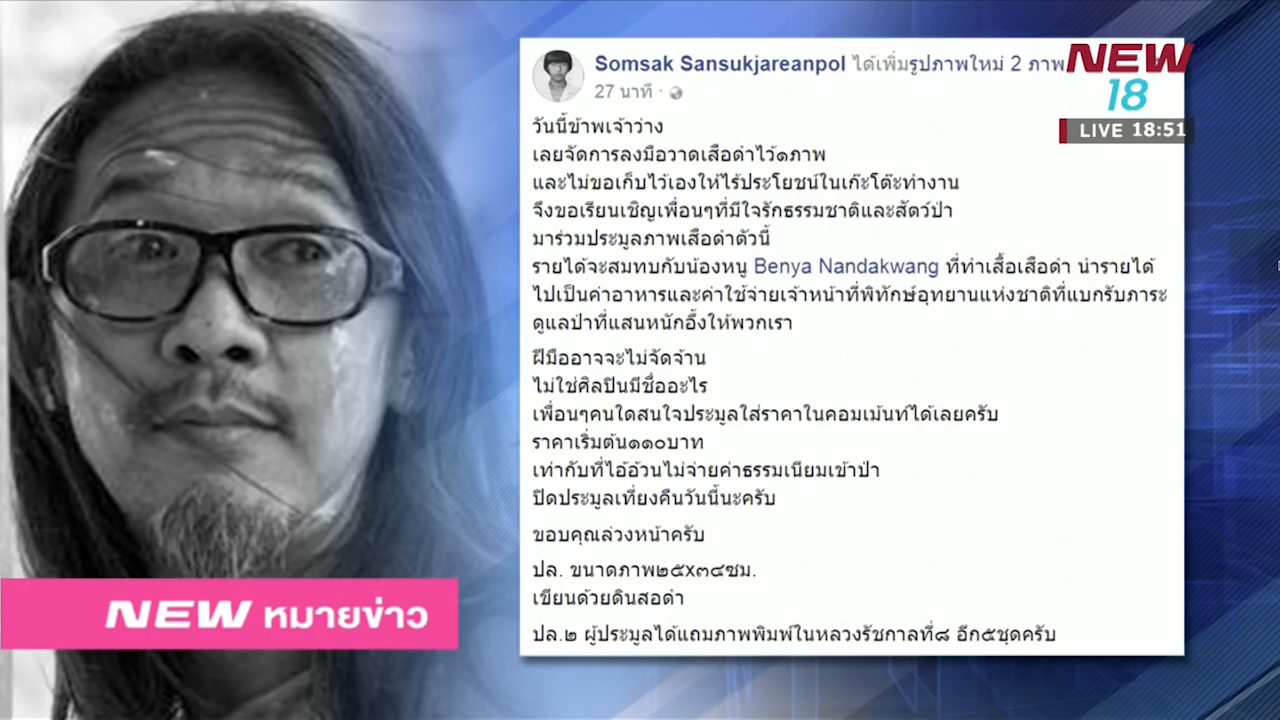 Somsak Sansukjareanpol ได้เพิ่มรูปภาพใหม่ 2 ภาพ
27 นาที ·
NEW
18
LIVE 18:51
วันนี้ข้าพเจ้าว่าง
เลยจัดการลงมือวาดเสือดำไว้๑ภาพ
และไม่ขอเก็บไว้เองให้ไร้ประโยชน์ในเก๊ะโต๊ะทำงาน
จึงขอเรียนเชิญเพื่อนๆที่มีใจรักธรรมชาติและสัตว์ป่า
มาร่วมประมูลภาพเสือดำตัวนี้
รายได้จะสมทบกับน้องหนู Benya Nandakwang ที่ทำเสื้อเสือดำ นำรายได้
ไปเป็นค่าอาหารและค่าใช้จ่ายเจ้าหน้าที่พิทักษ์อุทยานแห่งชาติที่แบกรับภาระ
ดูแลป่าที่แสนหนักอึ้งให้พวกเรา
ฝีมืออาจจะไม่จัดจ้าน
ไม่ใช่ศิลปินมีชื่ออะไร
เพื่อนๆคนใดสนใจประมูลใส่ราคาในคอมเม้นท์ได้เลยครับ
ราคาเริ่มต้น๑๑๐บาท
เท่ากับที่ไอ้อ้วนไม่จ่ายค่าธรรมเนียมเข้าป่า
ปิดประมูลเที่ยงคืนวันนี้นะครับ
ขอบคุณล่วงหน้าครับ
ปล. ขนาดภาพ๒๕x๓๔ซม.
เขียนด้วยดินสอดำ
ปล.๒ ผู้ประมูลได้แถมภาพพิมพ์ในหลวงรัชกาลที่๘ อีก๕ชุดครับ
NEW หมายข่าว